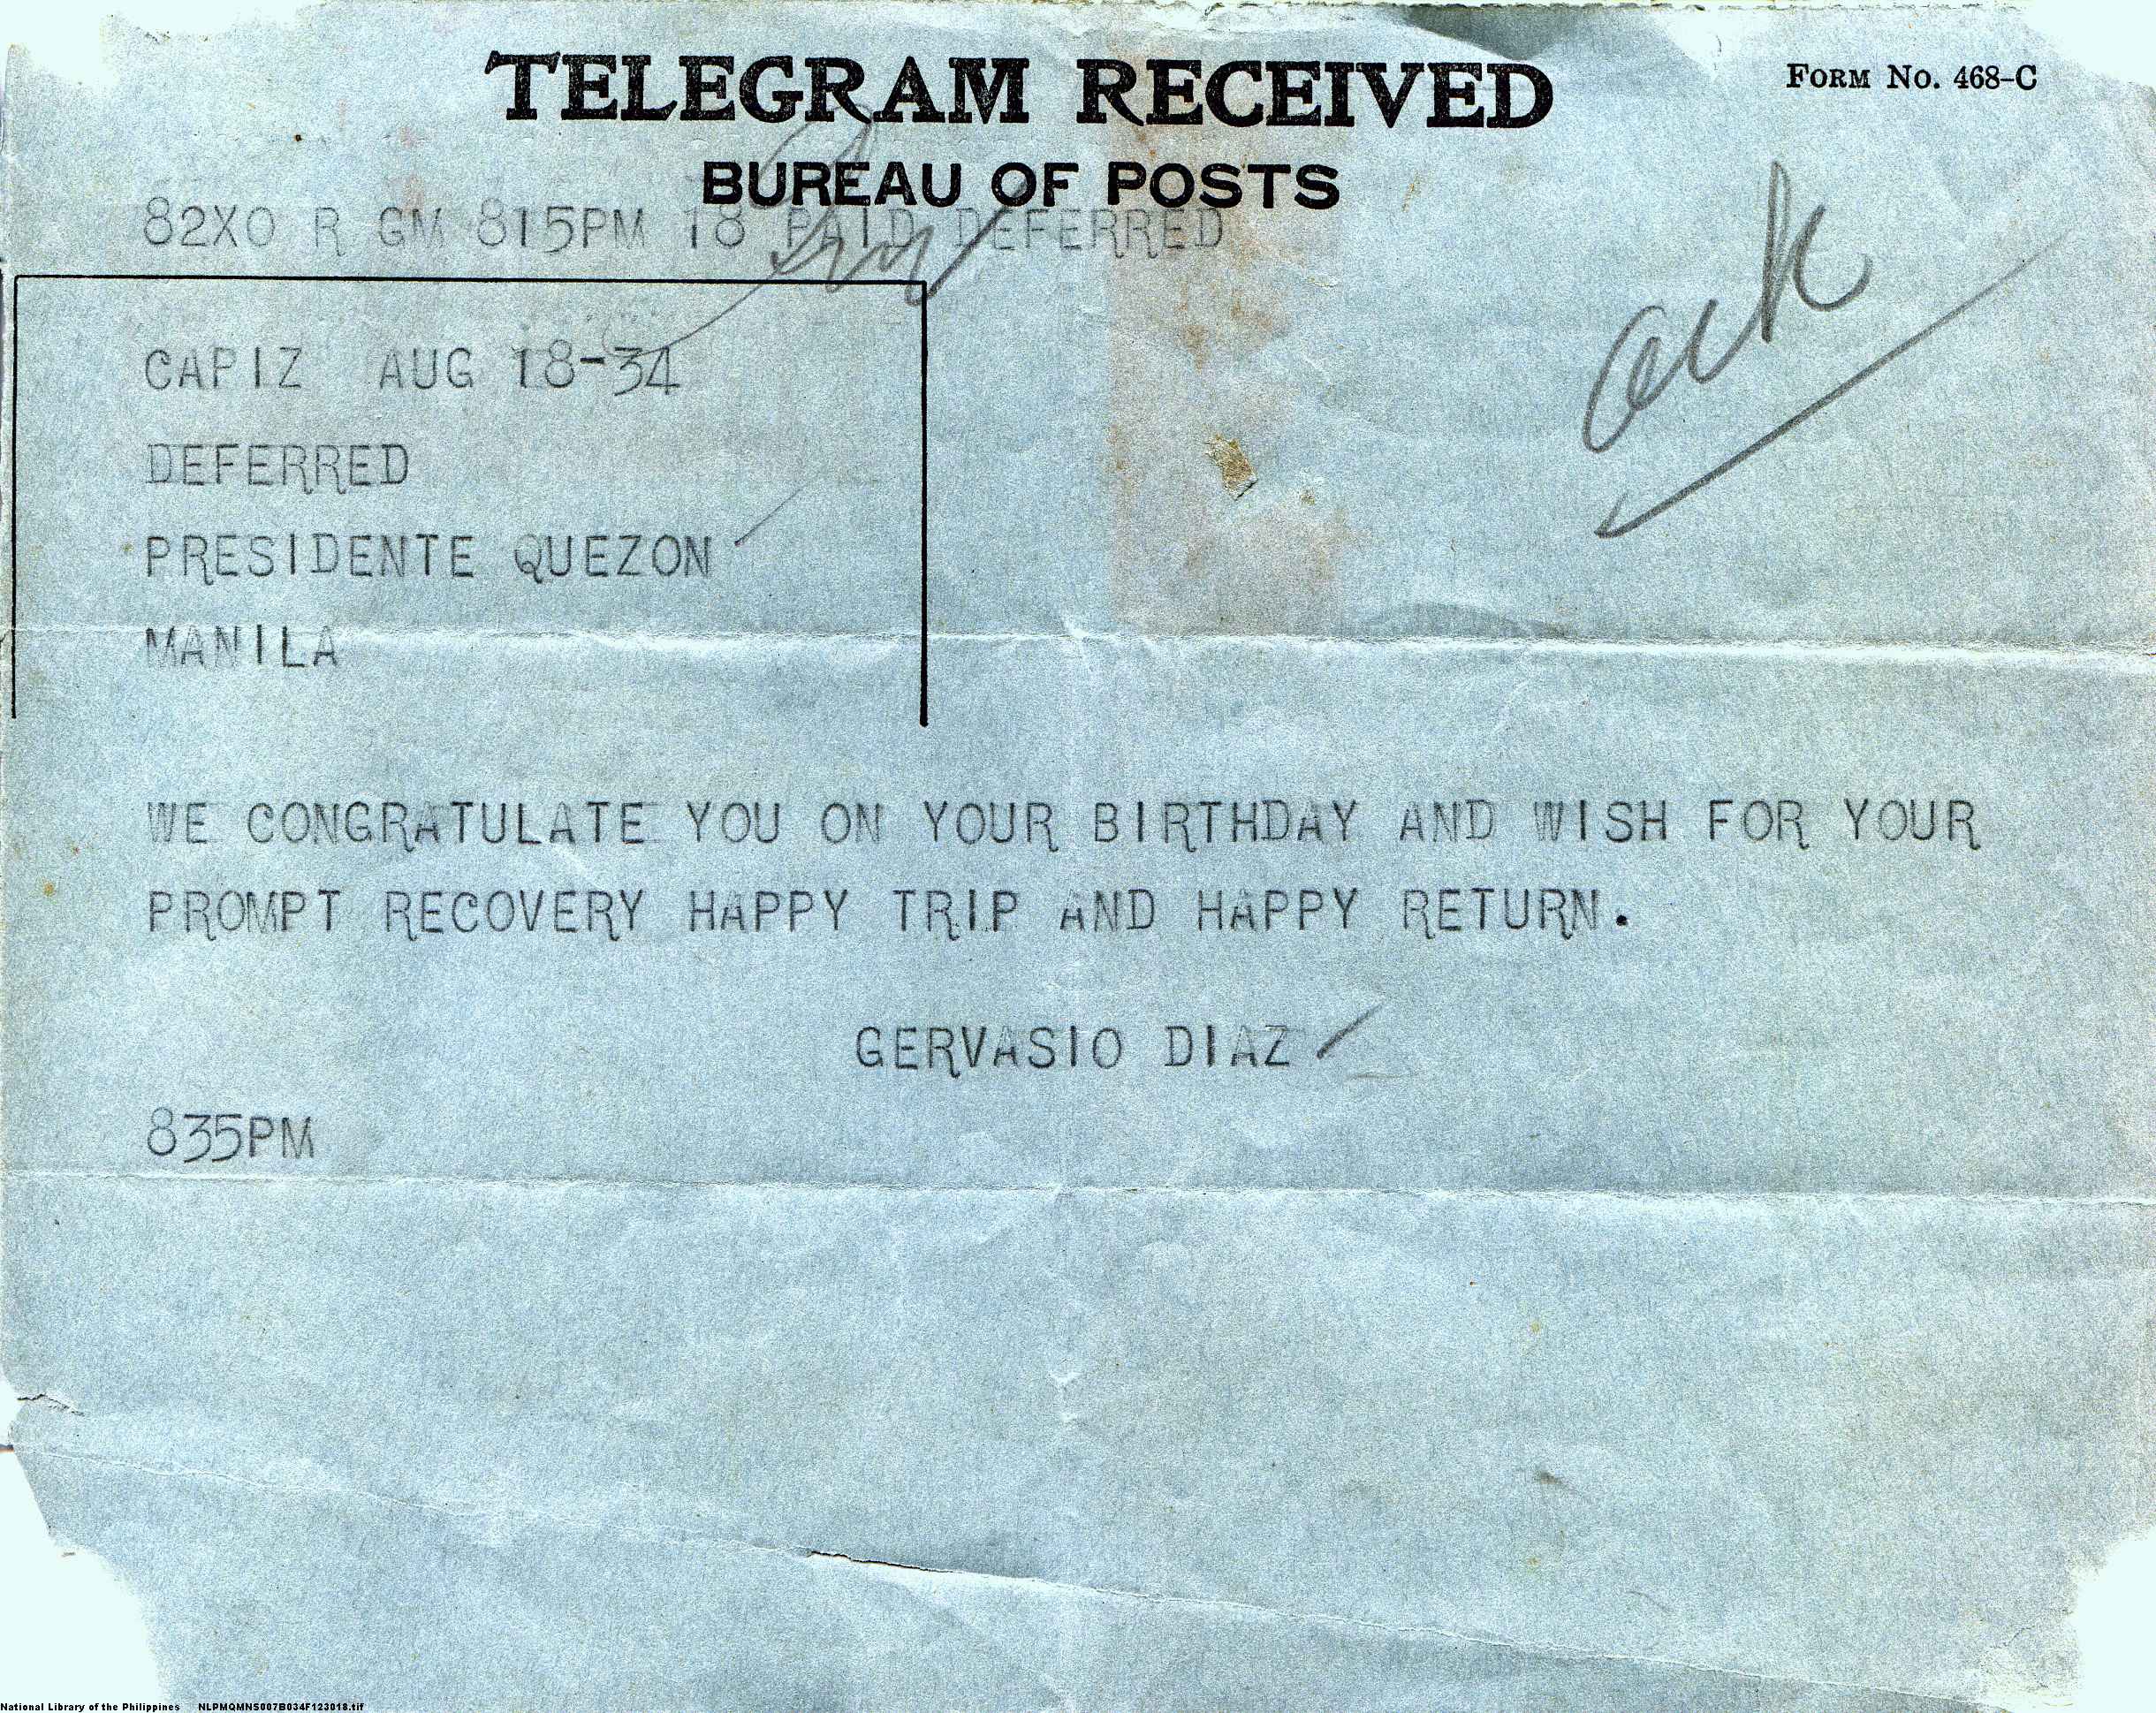 TELEGRAM RECEIVED
FORM NO. 468-C
BUREAU OF POSTS
82XO R GM 815PM 18 PAID DEFERRED
ack
CAPIZ AUG 18-34
DEFERRED
PRESIDENTE QUEZON
MANILA
WE CONGRATULATE YOU ON YOUR BIRTHDAY AND WISH FOR YOUR
PROMPT RECOVERY HAPPY TRIP AND HAPPY RETURN.
GERVASIO DIAZ
835PM
National Library of the Philippines NLPMQMNS007B034F123018.tif